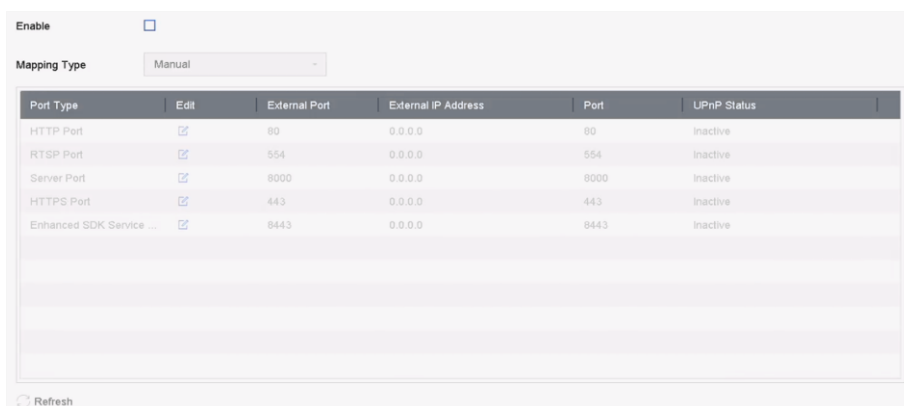 Enable
Mapping Type Manual
Port Type Edit External Port External IP Address Port UPnP Status
HTTP Port 80 0.0.0.0 80 Inactive
RTSP Port 554 0.0.0.0 554 Inactive
Server Port 8000 0.0.0.0 8000 Inactive
HTTPS Port 443 0.0.0.0 443 Inactive
Enhanced SDK Service ... 8443 0.0.0.0 8443 Inactive
Refresh